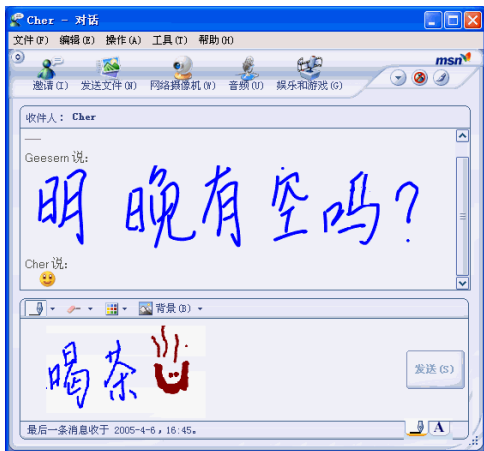 Cher - 对话
文件(F) 编辑(E) 操作(A) 工具(T) 帮助(H)
msn
邀请(I) 发送文件(N) 网络摄像机(W) 音频(U) 娱乐和游戏(G)
收件人: Cher
Geesem 说:
明晚有空吗?
Cher 说:
背景(B)
喝茶
发送(S)
最后一条消息收于 2005-4-6，16:45。
A